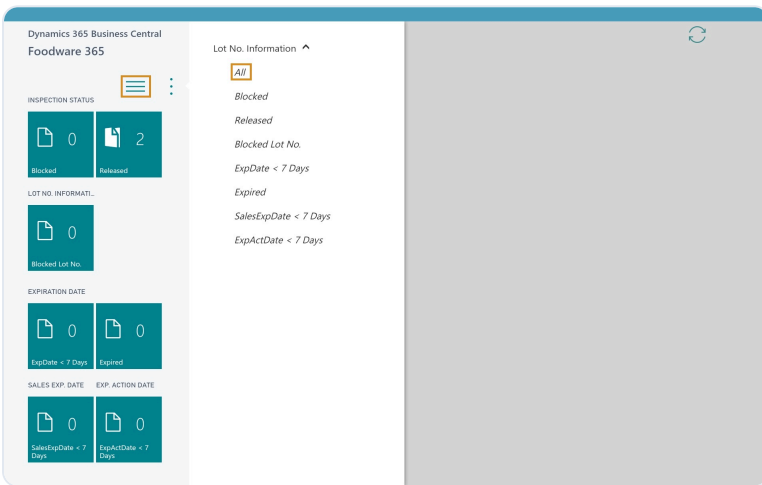 Dynamics 365 Business Central
Foodware 365
INSPECTION STATUS
0
Blocked
2
Released
LOT NO. INFORMATI...
0
Blocked Lot No.
EXPIRATION DATE
0
ExpDate < 7 Days
0
Expired
SALES EXP. DATE
EXP. ACTION DATE
0
SalesExpDate < 7
Days
0
ExpActDate < 7
Days
Lot No. Information
All
Blocked
Released
Blocked Lot No.
ExpDate < 7 Days
Expired
SalesExpDate < 7 Days
ExpActDate < 7 Days